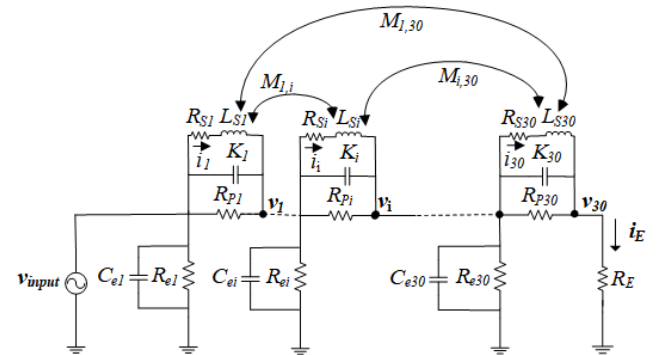 M1,30
M1,i
Mi,30
RS1 LS1
RSi LSi
RS30 LS30
i1 K1
ii Ki
i30 K30
RP1
v1
RPi
vi
RP30
v30
iE
vinput
Ce1
Re1
Cei
Rei
Ce30
Re30
RE